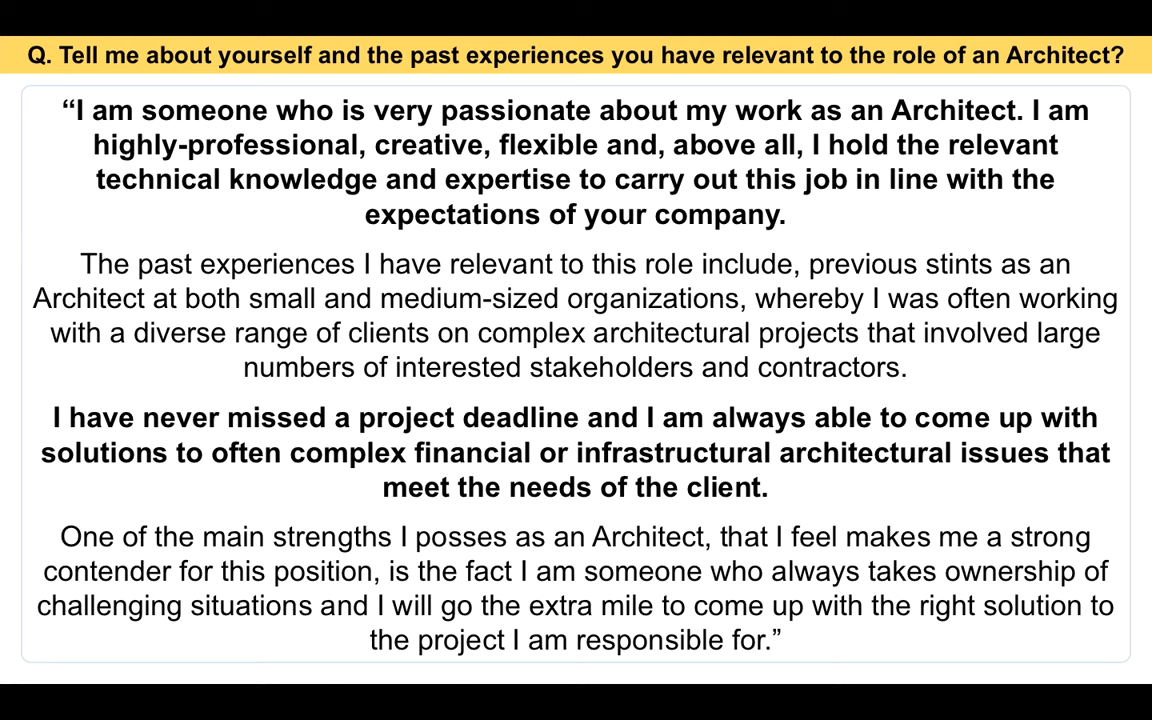 Q. Tell me about yourself and the past experiences you have relevant to the role of an Architect?
“I am someone who is very passionate about my work as an Architect. I am
highly-professional, creative, flexible and, above all, I hold the relevant
technical knowledge and expertise to carry out this job in line with the
expectations of your company.
The past experiences I have relevant to this role include, previous stints as an
Architect at both small and medium-sized organizations, whereby I was often working
with a diverse range of clients on complex architectural projects that involved large
numbers of interested stakeholders and contractors.
I have never missed a project deadline and I am always able to come up with
solutions to often complex financial or infrastructural architectural issues that
meet the needs of the client.
One of the main strengths I posses as an Architect, that I feel makes me a strong
contender for this position, is the fact I am someone who always takes ownership of
challenging situations and I will go the extra mile to come up with the right solution to
the project I am responsible for.”